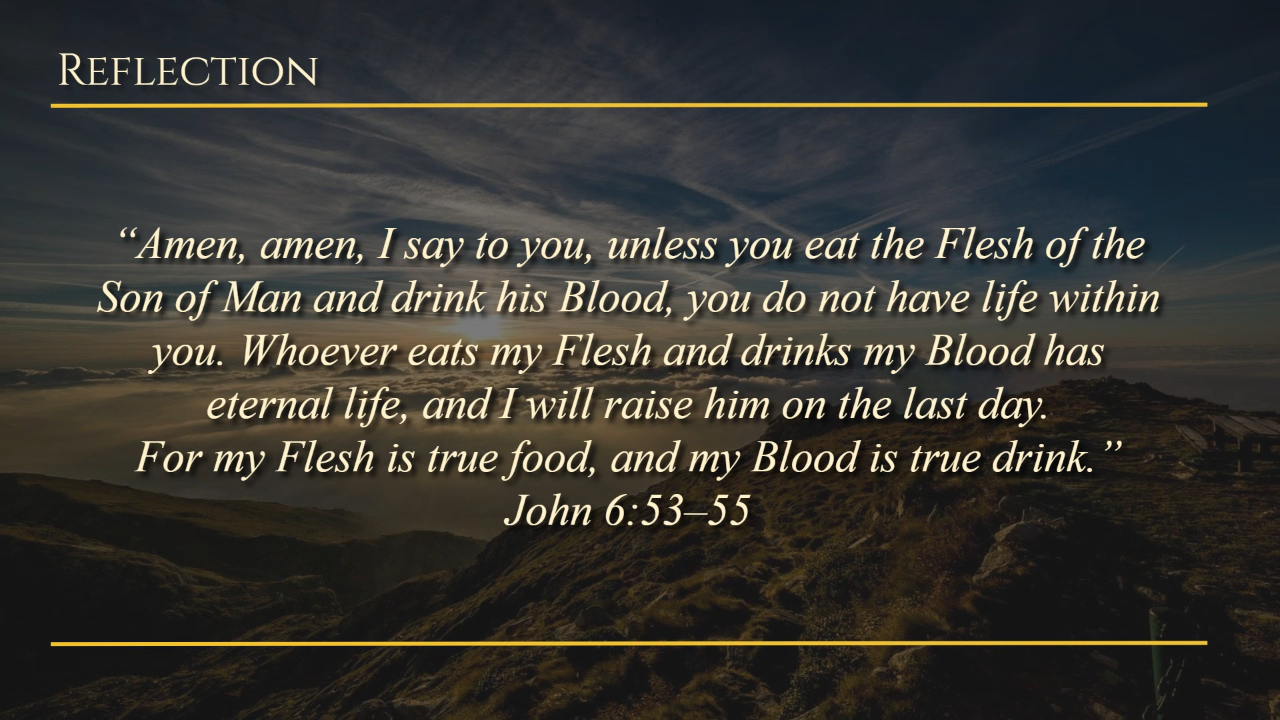 Reflection
“Amen, amen, I say to you, unless you eat the Flesh of the
Son of Man and drink his Blood, you do not have life within
you. Whoever eats my Flesh and drinks my Blood has
eternal life, and I will raise him on the last day.
For my Flesh is true food, and my Blood is true drink.”
John 6:53–55